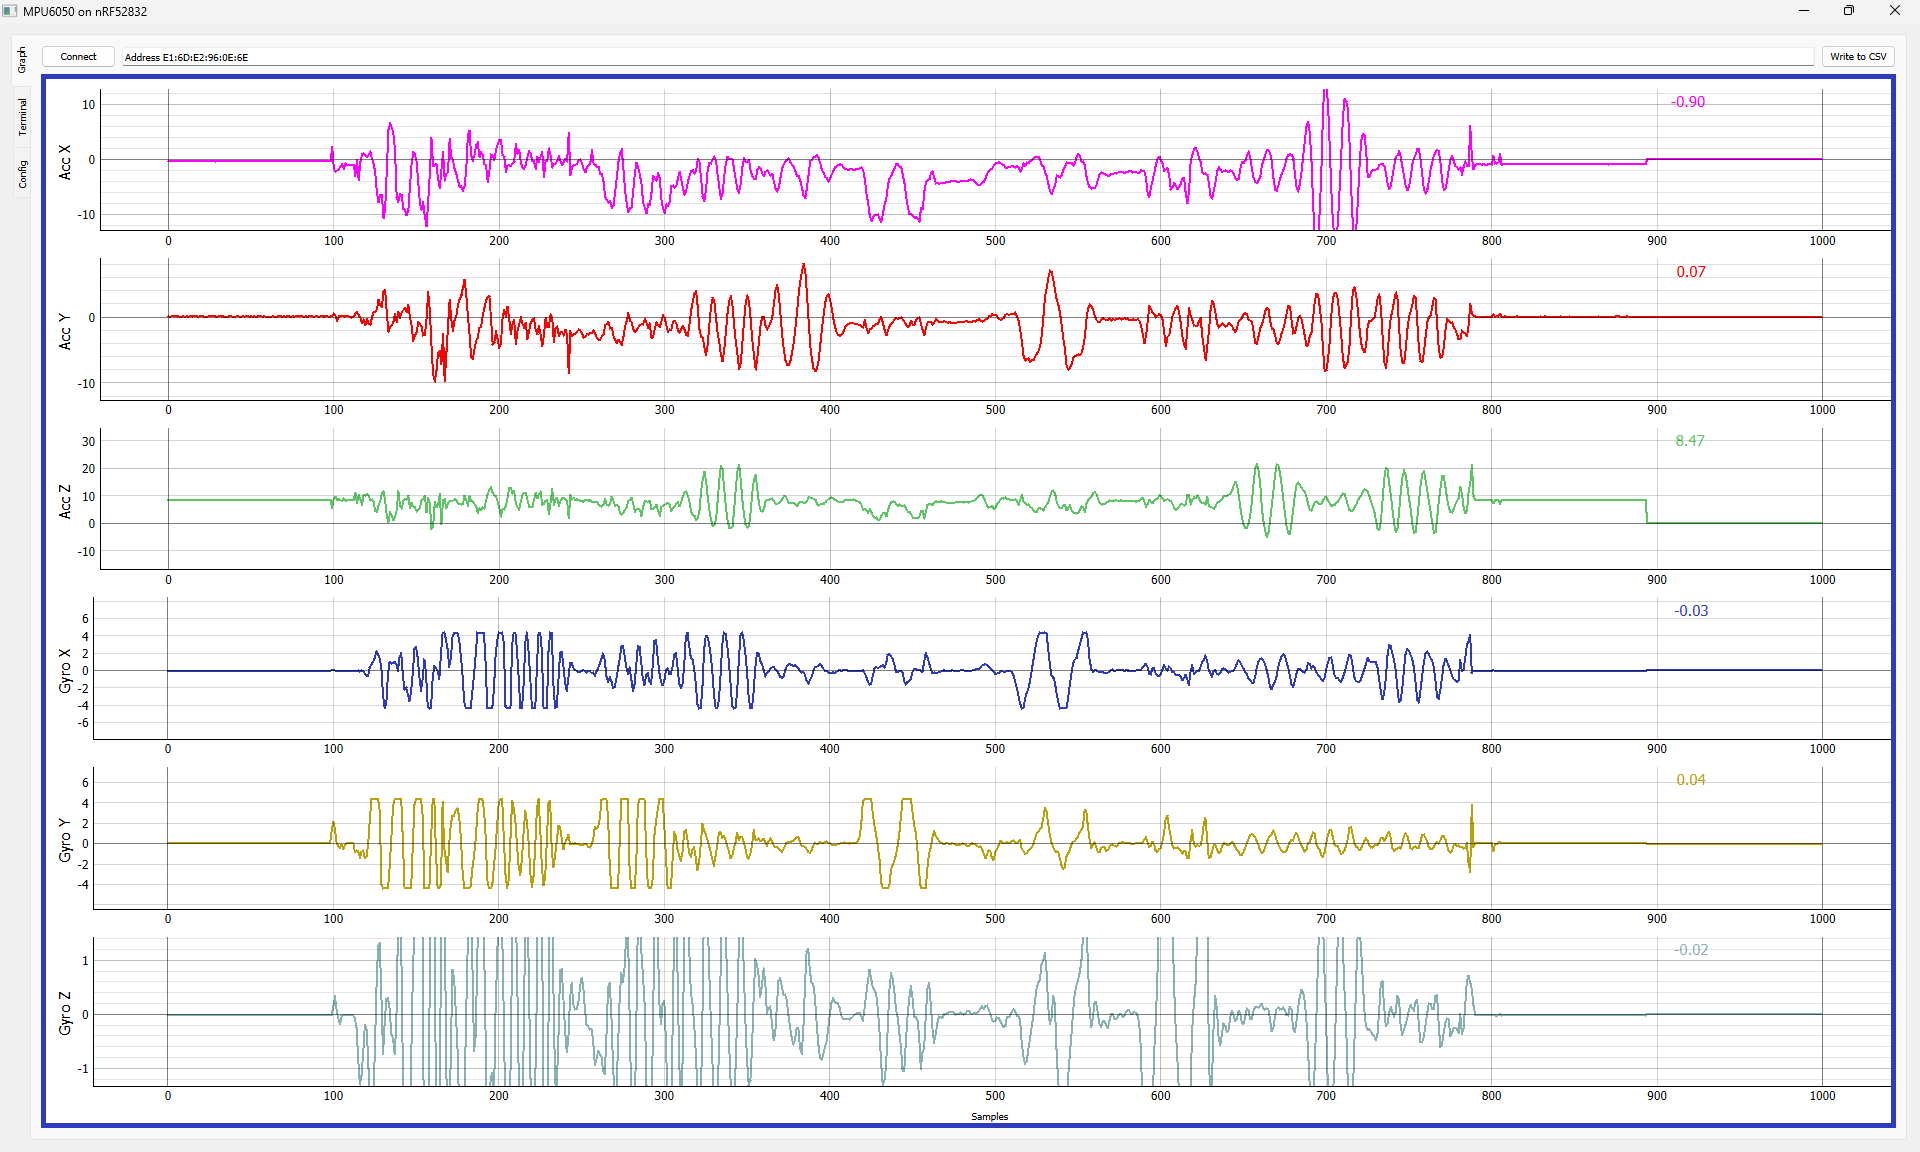 MPU6050 on nRF52832
Graph
Terminal
Config
Connect
Address E1:6D:E2:96:0E:6E
Write to CSV
Acc X
10
0
-10
-0.90
0 100 200 300 400 500 600 700 800 900 1000
Acc Y
0
-10
0.07
0 100 200 300 400 500 600 700 800 900 1000
Acc Z
30
20
10
0
-10
8.47
0 100 200 300 400 500 600 700 800 900 1000
Gyro X
6
4
2
0
-2
-4
-6
-0.03
0 100 200 300 400 500 600 700 800 900 1000
Gyro Y
6
4
2
0
-2
-4
0.04
0 100 200 300 400 500 600 700 800 900 1000
Gyro Z
1
0
-1
-0.02
0 100 200 300 400 500 600 700 800 900 1000
Samples